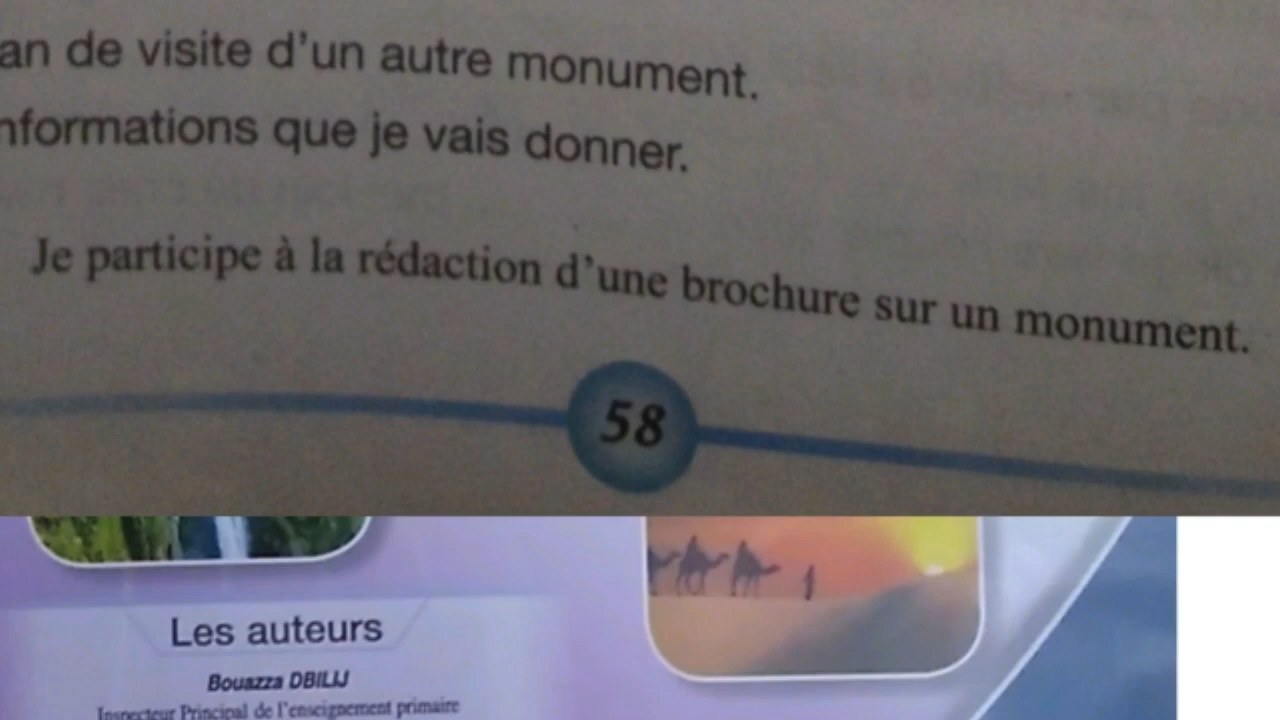 an de visite d'un autre monument.
nformations que je vais donner.
Je participe à la rédaction d'une brochure sur un monument.
58
Les auteurs
Bouazza DBILIJ
Inspecteur Principal de l'enseignement primaire